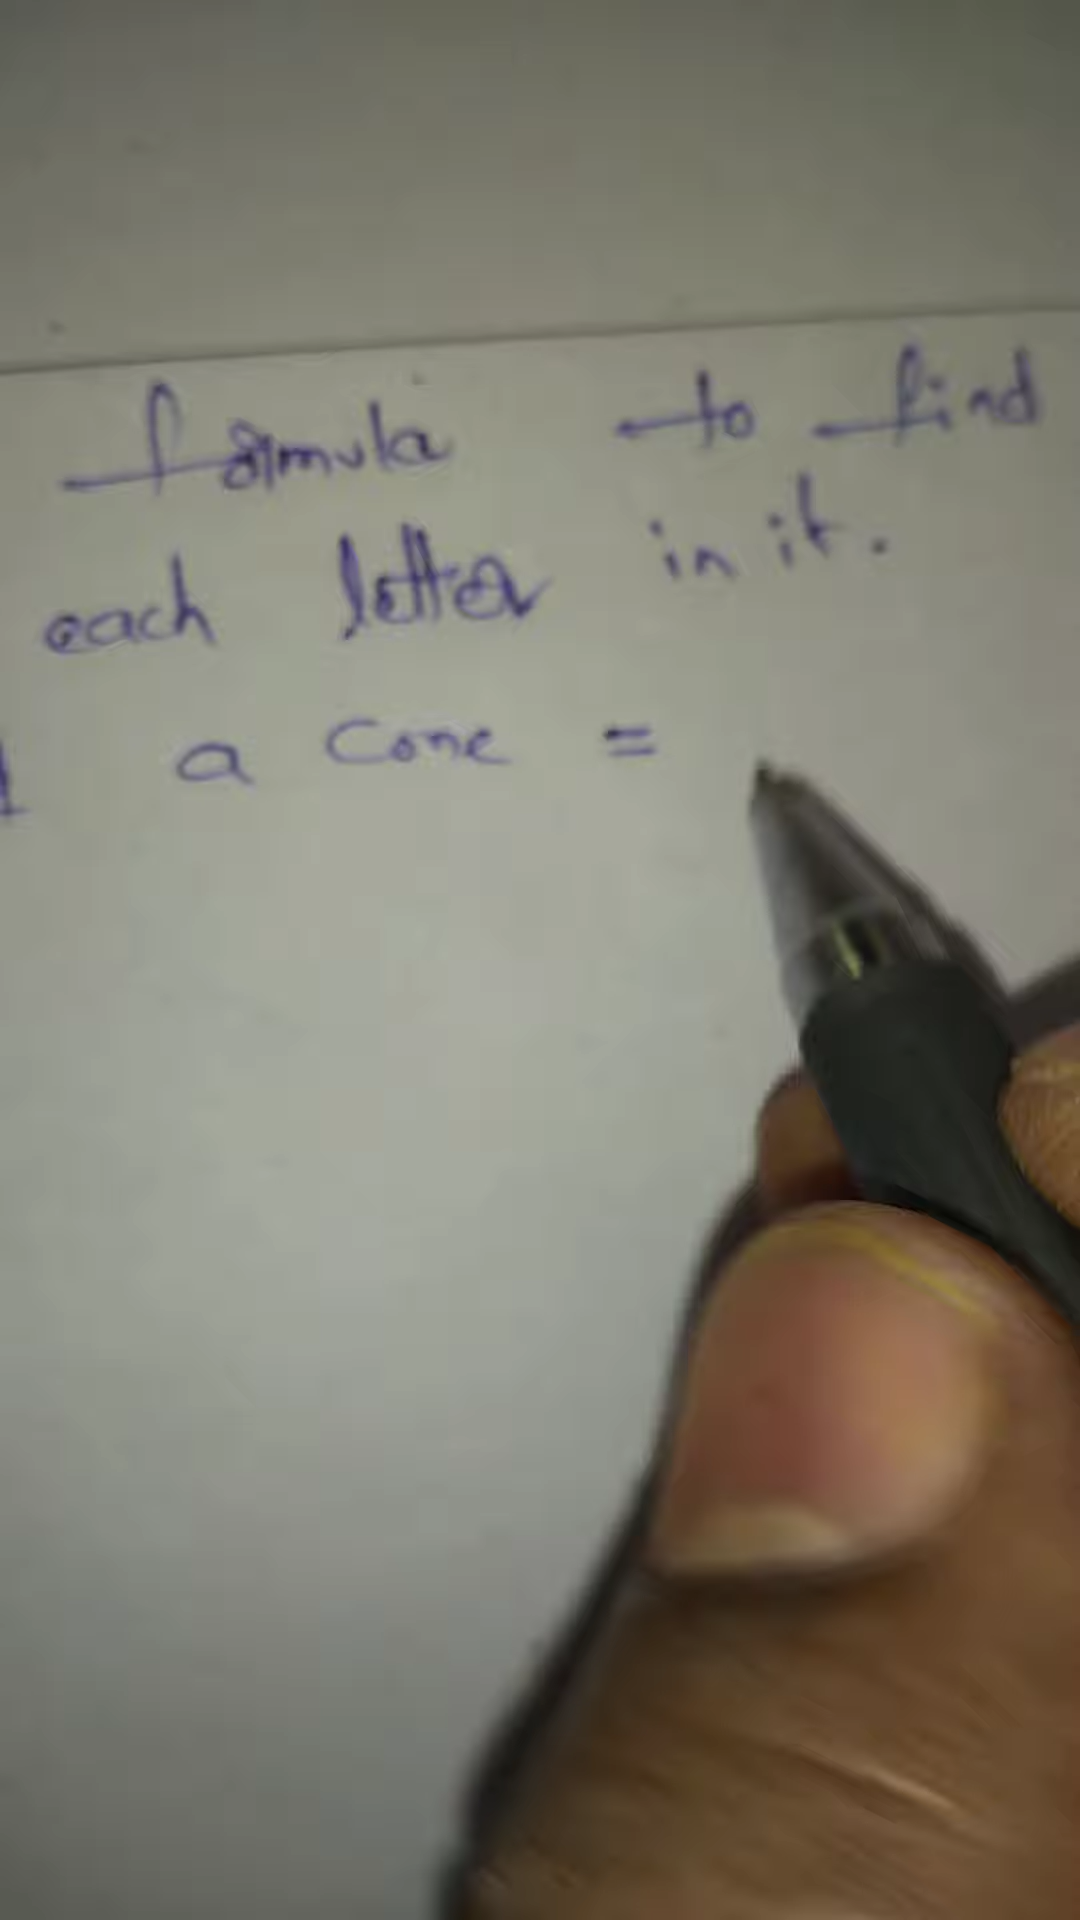 formula to find
each letter in it.
a cone =